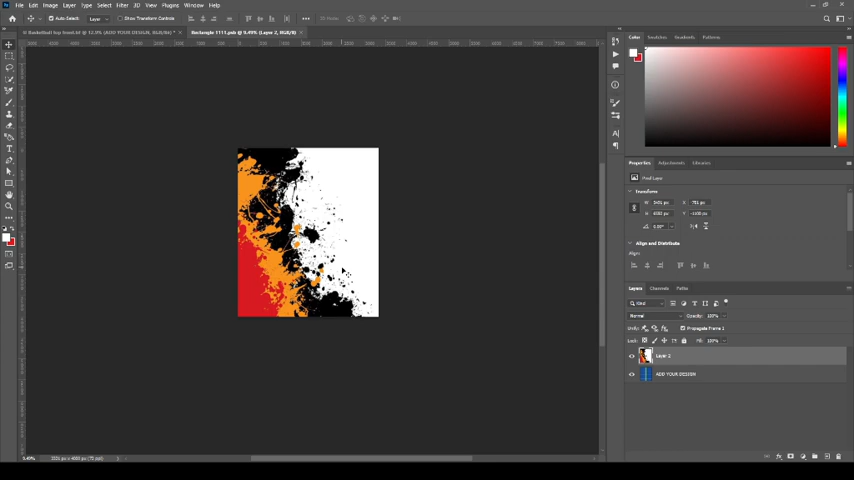 File Edit Image Layer Type Select Filter 3D View Plugins Window Help
Auto-Select: Layer Show Transform Controls
Basketball top front.tif @ 12.5% (ADD YOUR DESIGN, RGB/8#) *
Rectangle 1111.psb @ 9.49% (Layer 2, RGB/8) ×
Color Swatches Gradients Patterns
Properties Adjustments Libraries
Pixel Layer
Transform
W X
H Y
0.00°
Align and Distribute
Align:
Layers Channels Paths
Kind
Normal Opacity: 100%
Unify: Propagate Frame 1
Lock: Fill: 100%
Layer 2
ADD YOUR DESIGN
9.49%